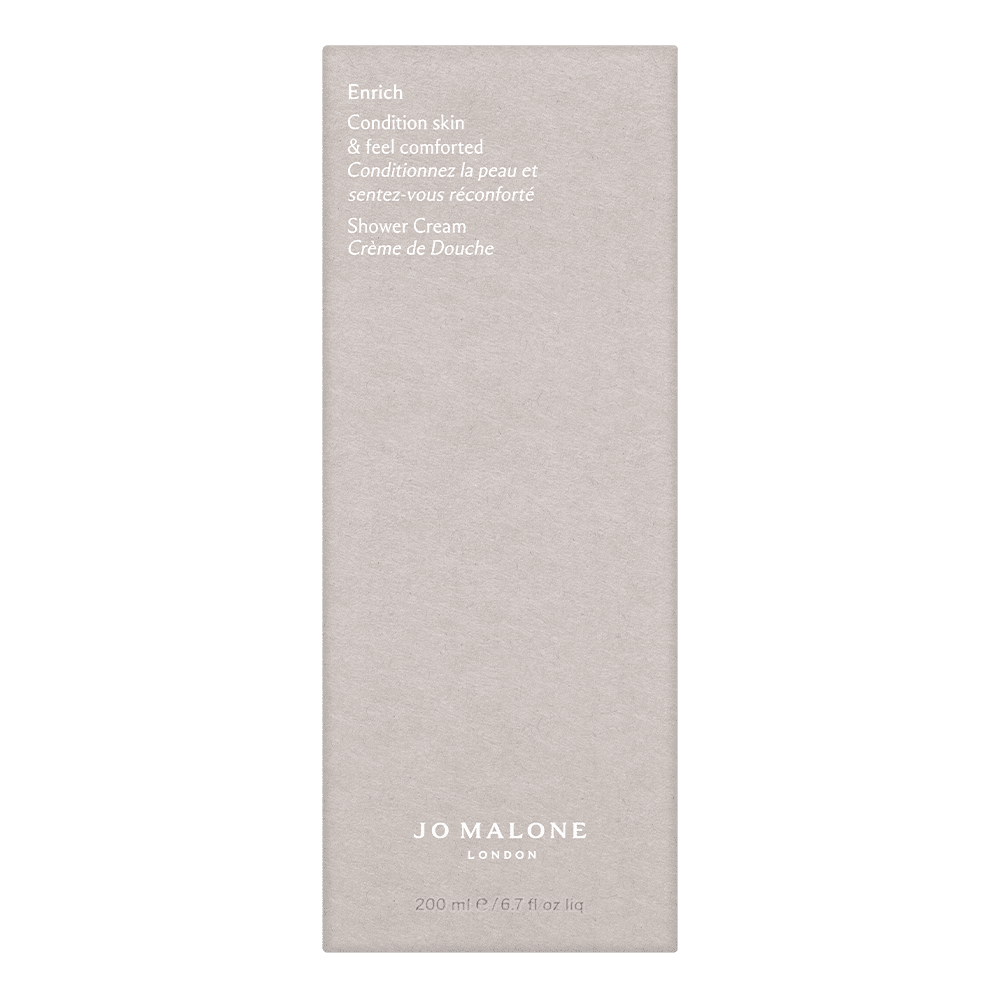 Enrich
Condition skin
& feel comforted
Conditionnez la peau et
sentez-vous réconforté
Shower Cream
Crème de Douche
JO MALONE
LONDON
200 ml ℮ / 6.7 fl oz liq